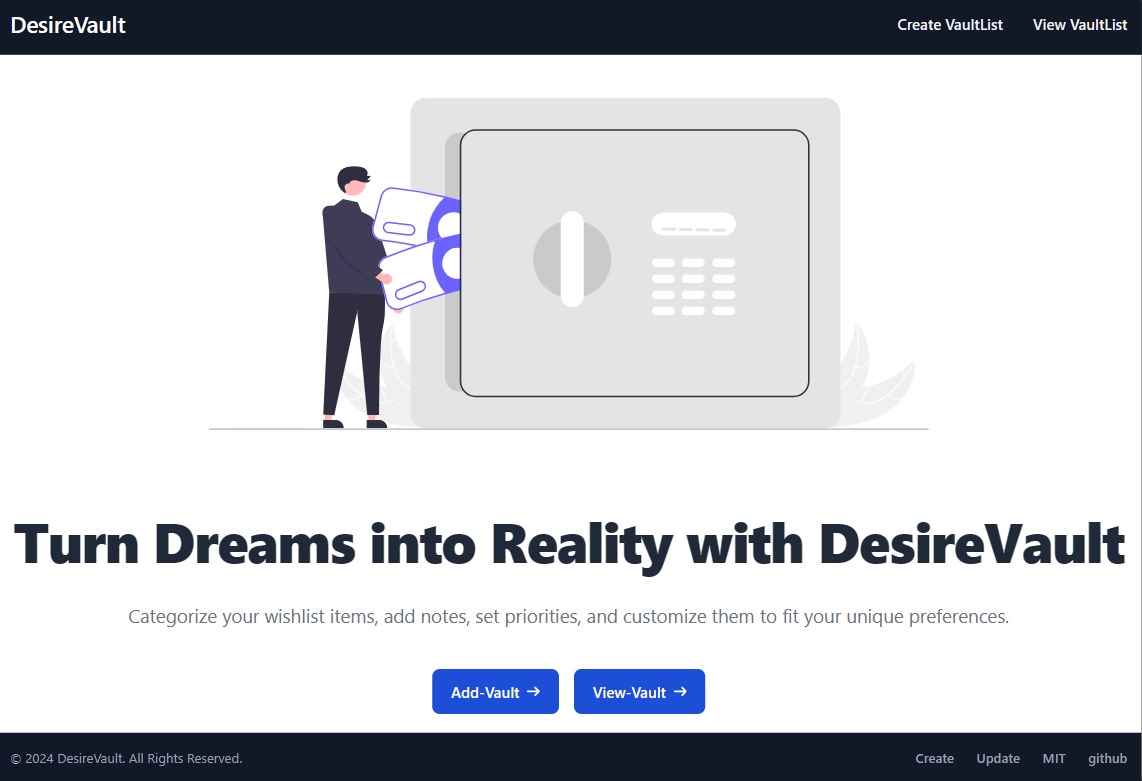 DesireVault
Create VaultList
View VaultList
Turn Dreams into Reality with DesireVault
Categorize your wishlist items, add notes, set priorities, and customize them to fit your unique preferences.
Add-Vault →
View-Vault →
© 2024 DesireVault. All Rights Reserved.
Create
Update
MIT
github